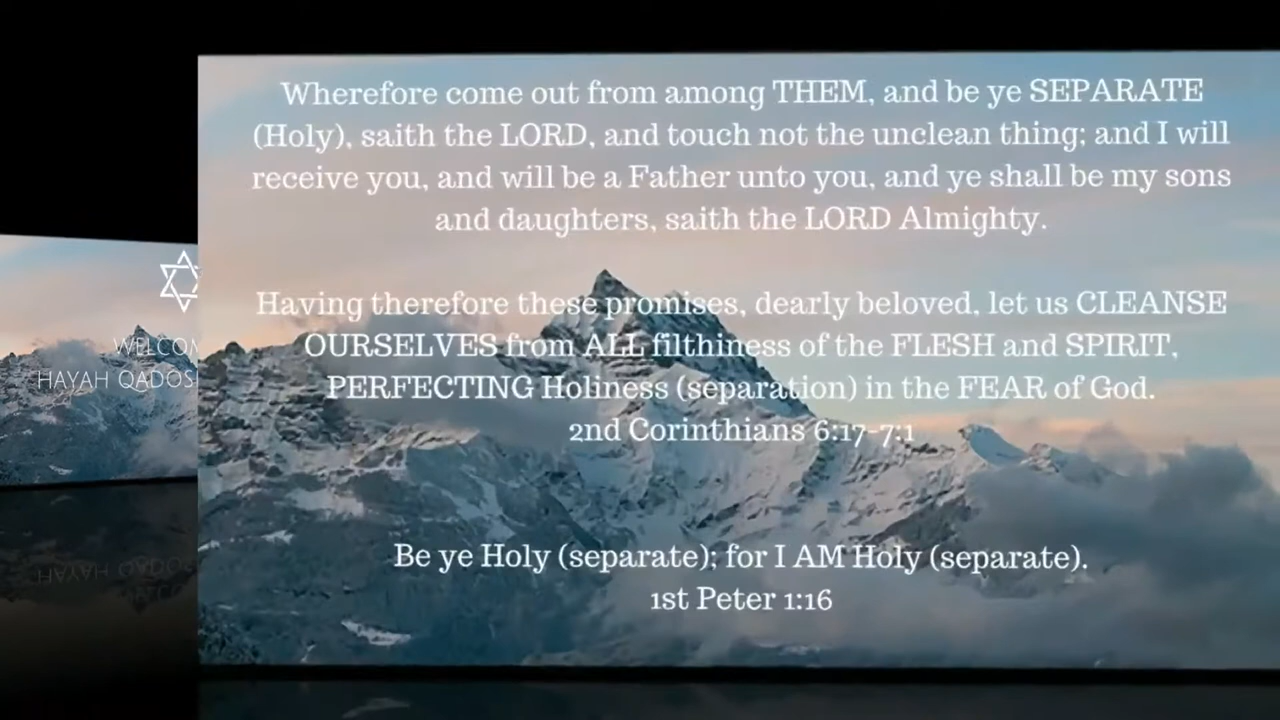 Wherefore come out from among THEM, and be ye SEPARATE
(Holy), saith the LORD, and touch not the unclean thing; and I will
receive you, and will be a Father unto you, and ye shall be my sons
and daughters, saith the LORD Almighty.
Having therefore these promises, dearly beloved, let us CLEANSE
OURSELVES from ALL filthiness of the FLESH and SPIRIT,
PERFECTING Holiness (separation) in the FEAR of God.
2nd Corinthians 6:17-7:1
Be ye Holy (separate); for I AM Holy (separate).
1st Peter 1:16
WELCOM
HAYAH QADOS